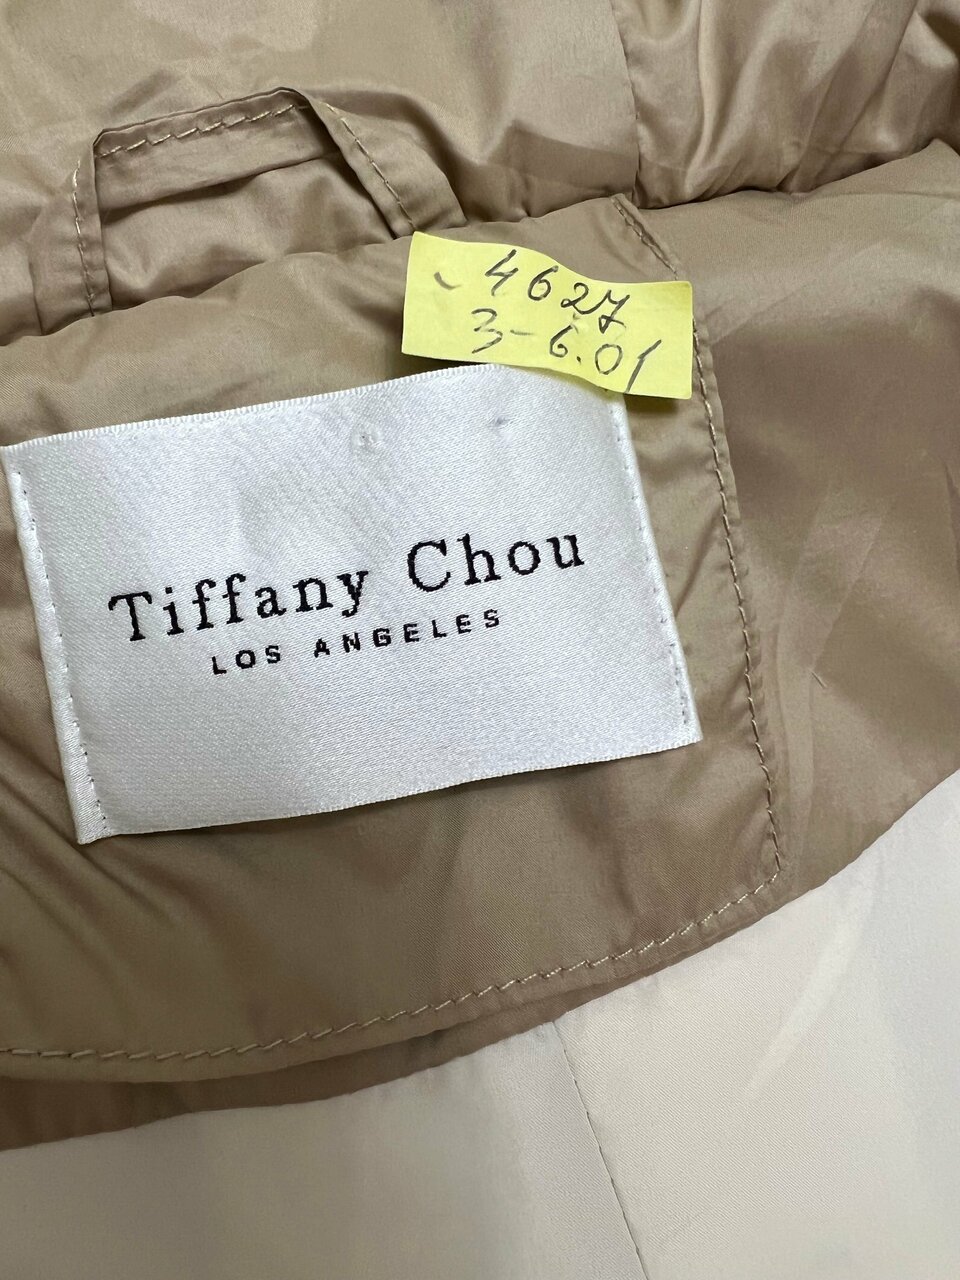 4627
3-6.01
Tiffany Chou
LOS ANGELES